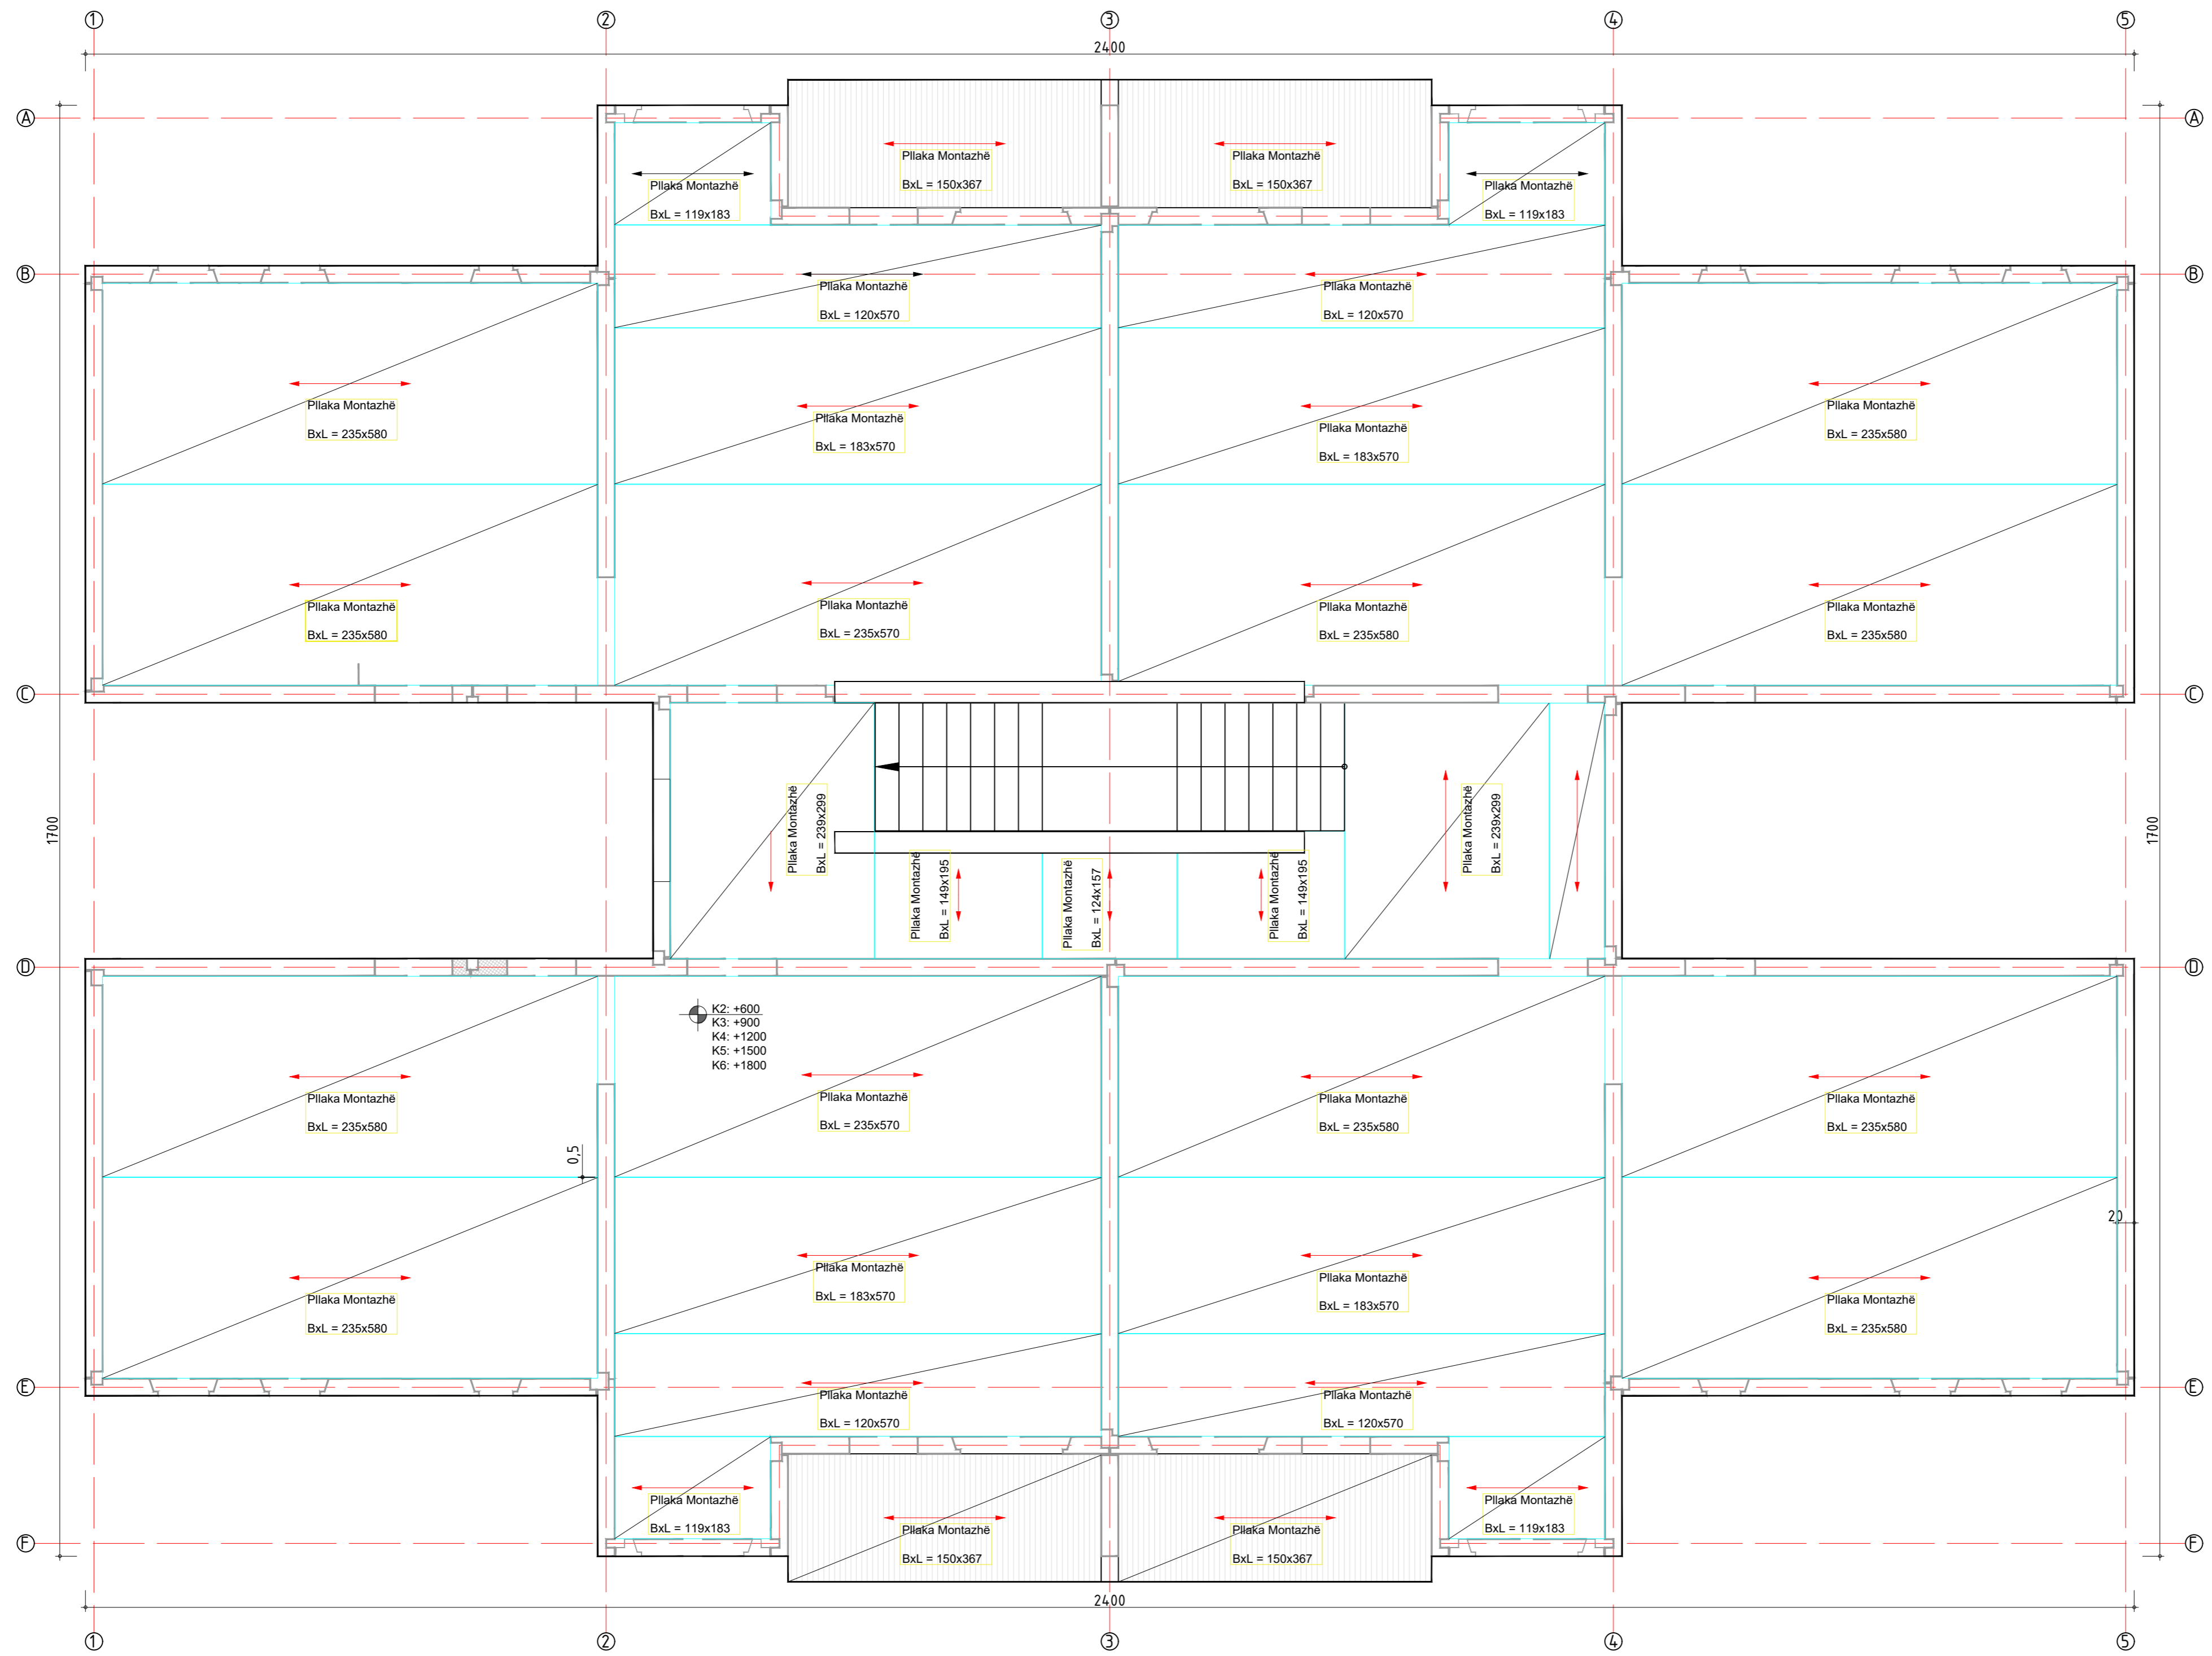 1 2 3 4 5
2400
A A
Pllaka Montazhë
BxL = 150x367
Pllaka Montazhë
BxL = 150x367
Pllaka Montazhë
BxL = 119x183
Pllaka Montazhë
BxL = 119x183
B B
Pllaka Montazhë
BxL = 120x570
Pllaka Montazhë
BxL = 120x570
Pllaka Montazhë
BxL = 235x580
Pllaka Montazhë
BxL = 183x570
Pllaka Montazhë
BxL = 183x570
Pllaka Montazhë
BxL = 235x580
Pllaka Montazhë
BxL = 235x580
Pllaka Montazhë
BxL = 235x570
Pllaka Montazhë
BxL = 235x580
Pllaka Montazhë
BxL = 235x580
C C
1700
Pllaka Montazhë
BxL = 239x299
Pllaka Montazhë
BxL = 149x195
Pllaka Montazhë
BxL = 124x157
Pllaka Montazhë
BxL = 149x195
Pllaka Montazhë
BxL = 239x299
1700
D D
K2: +600
K3: +900
K4: +1200
K5: +1500
K6: +1800
Pllaka Montazhë
BxL = 235x580
Pllaka Montazhë
BxL = 235x570
Pllaka Montazhë
BxL = 235x580
Pllaka Montazhë
BxL = 235x580
0,5
20
Pllaka Montazhë
BxL = 235x580
Pllaka Montazhë
BxL = 183x570
Pllaka Montazhë
BxL = 183x570
Pllaka Montazhë
BxL = 235x580
E E
Pllaka Montazhë
BxL = 120x570
Pllaka Montazhë
BxL = 120x570
Pllaka Montazhë
BxL = 119x183
Pllaka Montazhë
BxL = 150x367
Pllaka Montazhë
BxL = 150x367
Pllaka Montazhë
BxL = 119x183
F F
2400
1 2 3 4 5